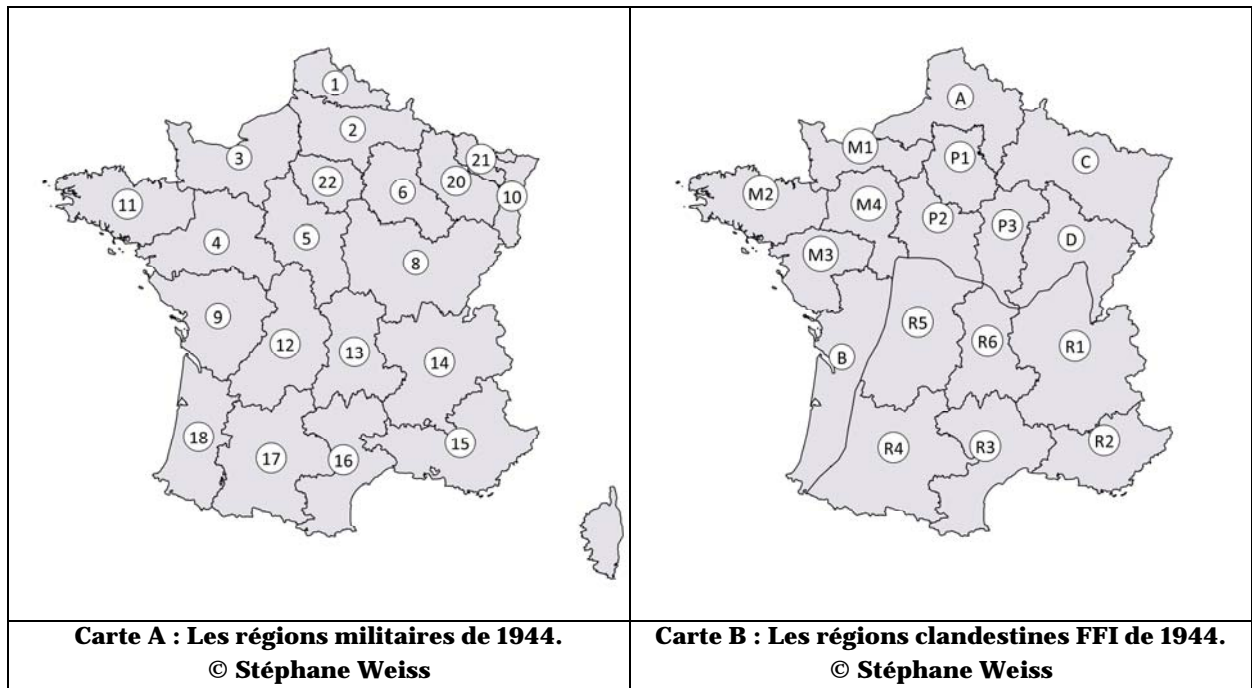 1
2
3
21
22
6
20
10
11
4
5
8
9
12
13
14
18
17
16
15
Carte A : Les régions militaires de 1944.
© Stéphane Weiss
A
M1
P1
C
M2
M4
P2
P3
D
M3
R5
R6
R1
B
R4
R3
R2
Carte B : Les régions clandestines FFI de 1944.
© Stéphane Weiss